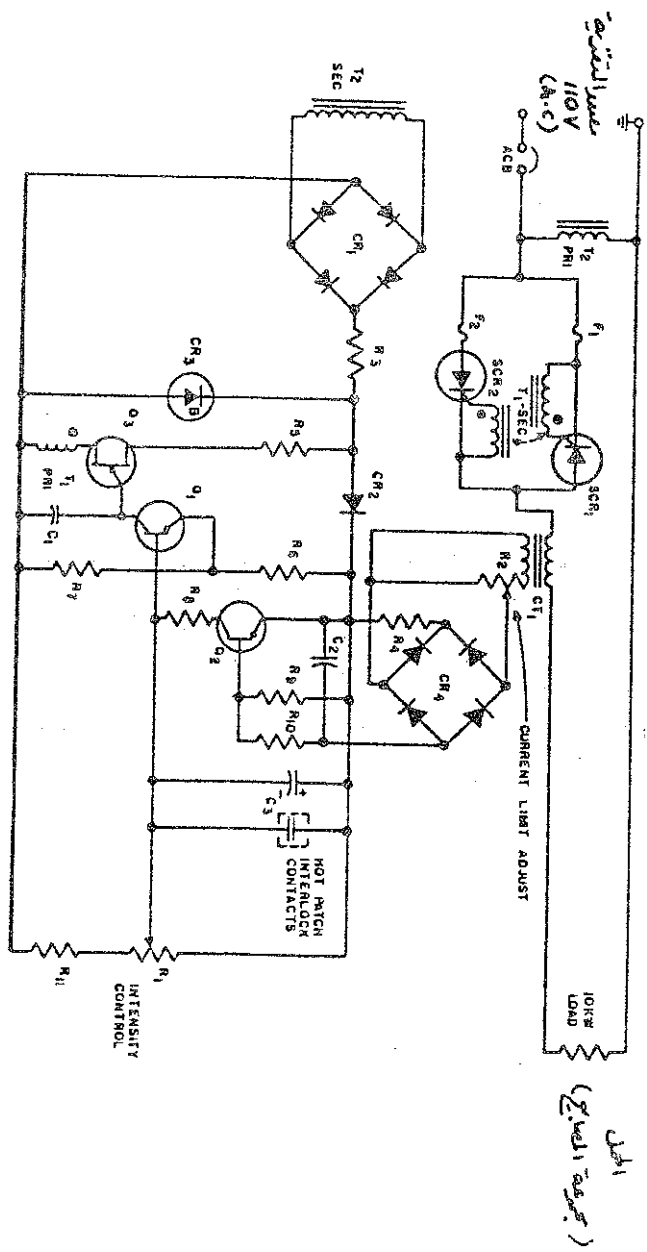 110V
(a.c)
ACB
T2
PRI
F1
F2
SCR2
T1-SEC
SCR1
T2
SEC
CR1
R3
CR3
B
CR2
R5
Q3
T1
PRI
Q1
C1
R6
R7
R8
Q2
C2
R9
R10
R2
CT1
R4
CR4
CURRENT LIMIT ADJUST
C3
+
-
HOT PATCH
INTERLOCK
CONTACTS
R1
R11
INTENSITY
CONTROL
10KW
LOAD
الحمل
(مجموعة المصابيح)